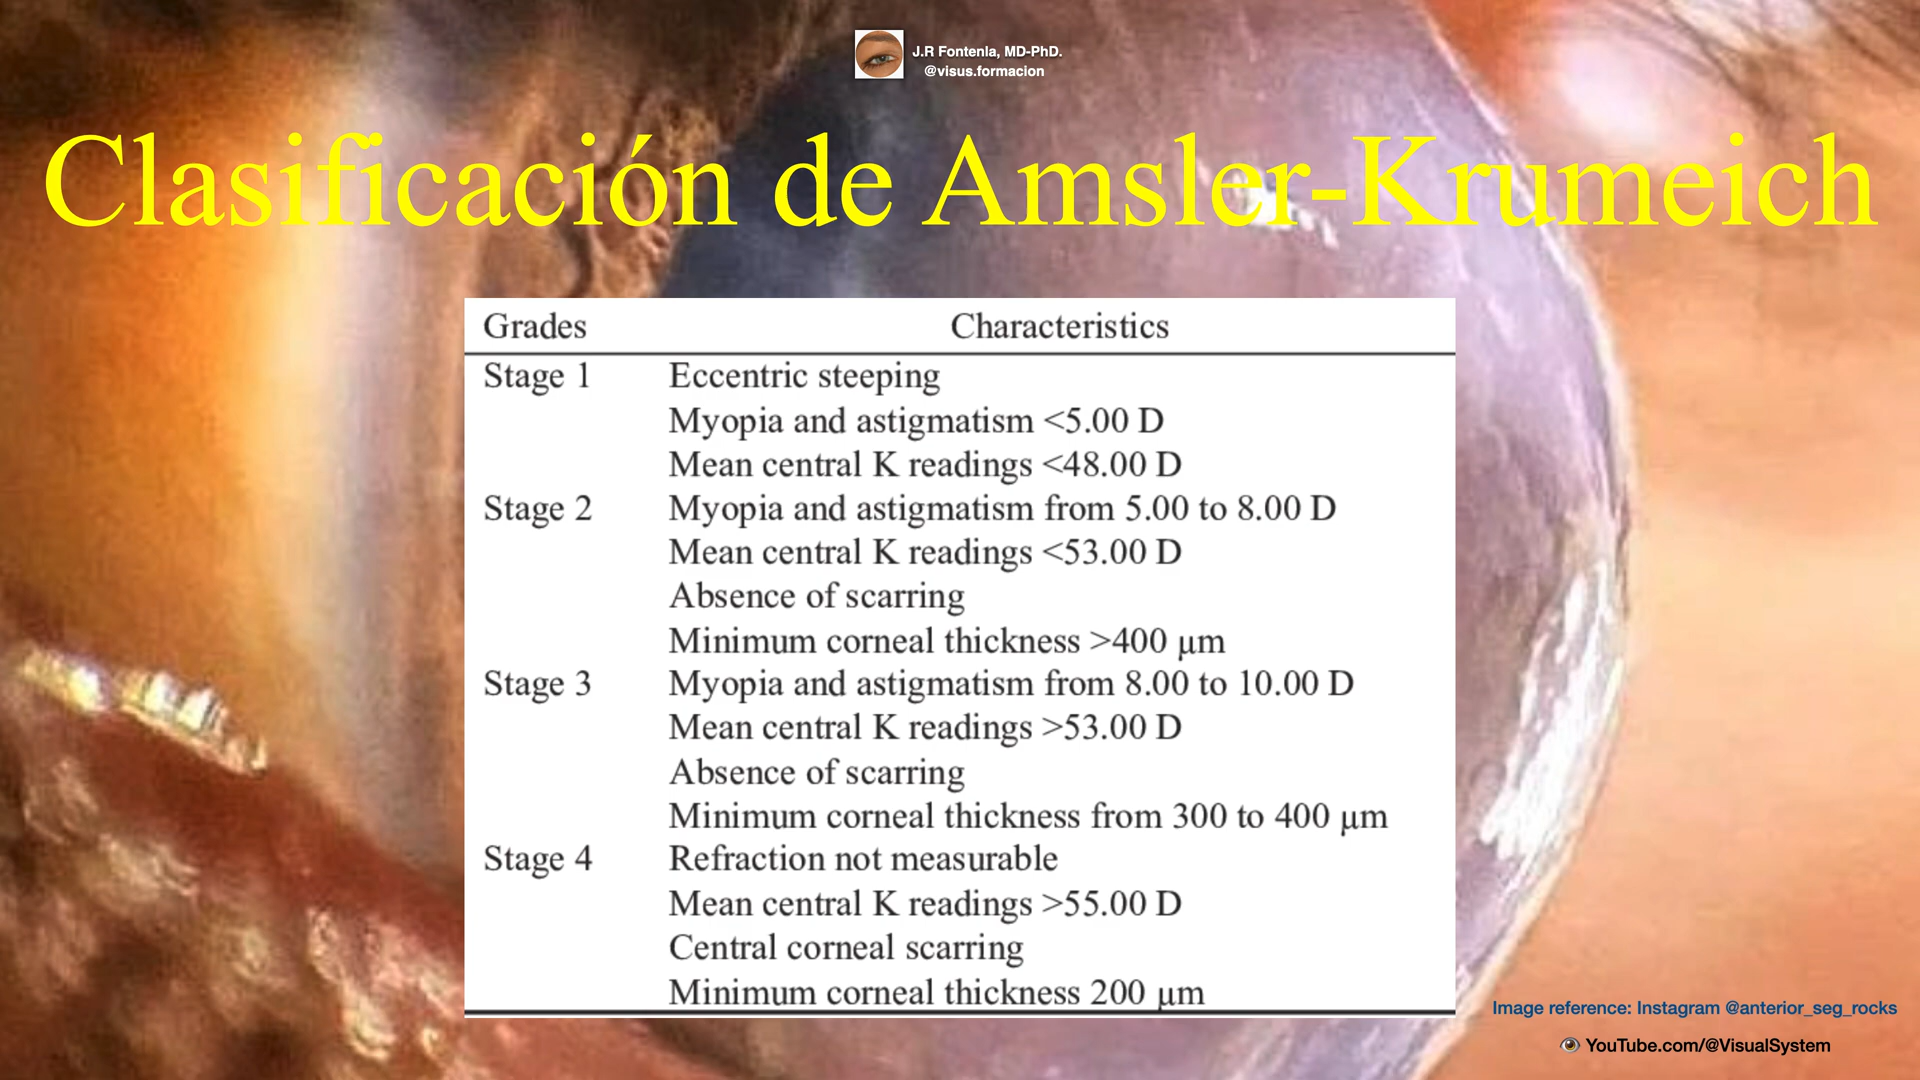 J.R Fontenla, MD-PhD.
@visus.formacion
Clasificación de Amsler-Krumeich
Grades Characteristics
Stage 1 Eccentric steeping
Myopia and astigmatism <5.00 D
Mean central K readings <48.00 D
Stage 2 Myopia and astigmatism from 5.00 to 8.00 D
Mean central K readings <53.00 D
Absence of scarring
Minimum corneal thickness >400 μm
Stage 3 Myopia and astigmatism from 8.00 to 10.00 D
Mean central K readings >53.00 D
Absence of scarring
Minimum corneal thickness from 300 to 400 μm
Stage 4 Refraction not measurable
Mean central K readings >55.00 D
Central corneal scarring
Minimum corneal thickness 200 μm
Image reference: Instagram @anterior_seg_rocks
YouTube.com/@VisualSystem